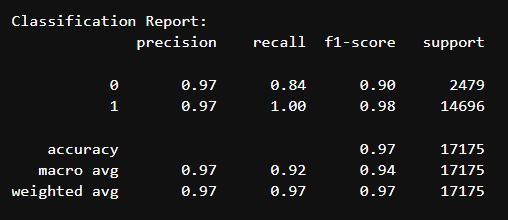 Classification Report:
precision recall f1-score support
0 0.97 0.84 0.90 2479
1 0.97 1.00 0.98 14696
accuracy 0.97 17175
macro avg 0.97 0.92 0.94 17175
weighted avg 0.97 0.97 0.97 17175